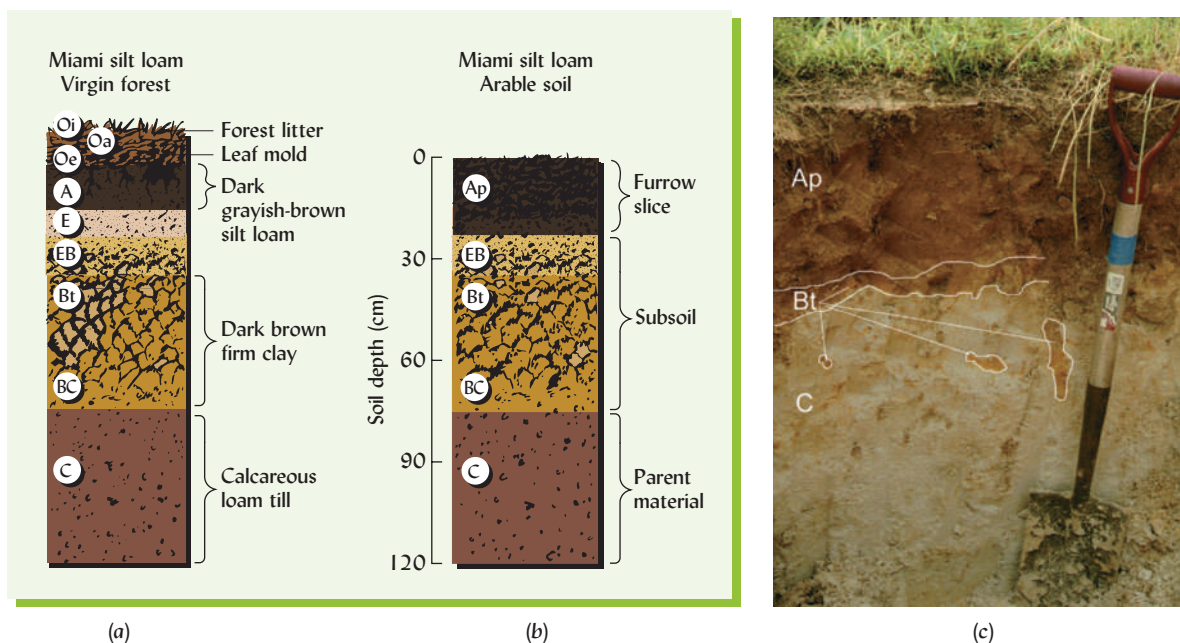 Miami silt loam
Virgin forest
Oi
Oa
Oe
A
E
EB
Bt
BC
C
Forest litter
Leaf mold
Dark
grayish-brown
silt loam
Dark brown
firm clay
Calcareous
loam till
Miami silt loam
Arable soil
Soil depth (cm)
0
30
60
90
120
Ap
EB
Bt
BC
C
Furrow
slice
Subsoil
Parent
material
Ap
Bt
C
(a)
(b)
(c)